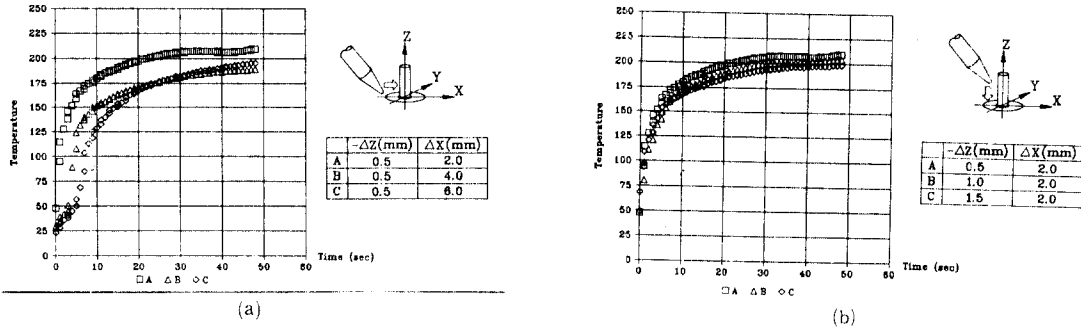 Temperature
250
225
200
175
150
125
100
75
50
25
0
0 10 20 30 40 50 60
Time (sec)
□A △B ◇C
Z
Y
X
-ΔZ(mm) ΔX(mm)
A 0.5 2.0
B 0.5 4.0
C 0.5 6.0
(a)
Temperature
250
225
200
175
150
125
100
75
50
25
0
0 10 20 30 40 50 60
Time (sec)
□A △B ◇C
Z
Y
X
-ΔZ(mm) ΔX(mm)
A 0.5 2.0
B 1.0 2.0
C 1.5 2.0
(b)